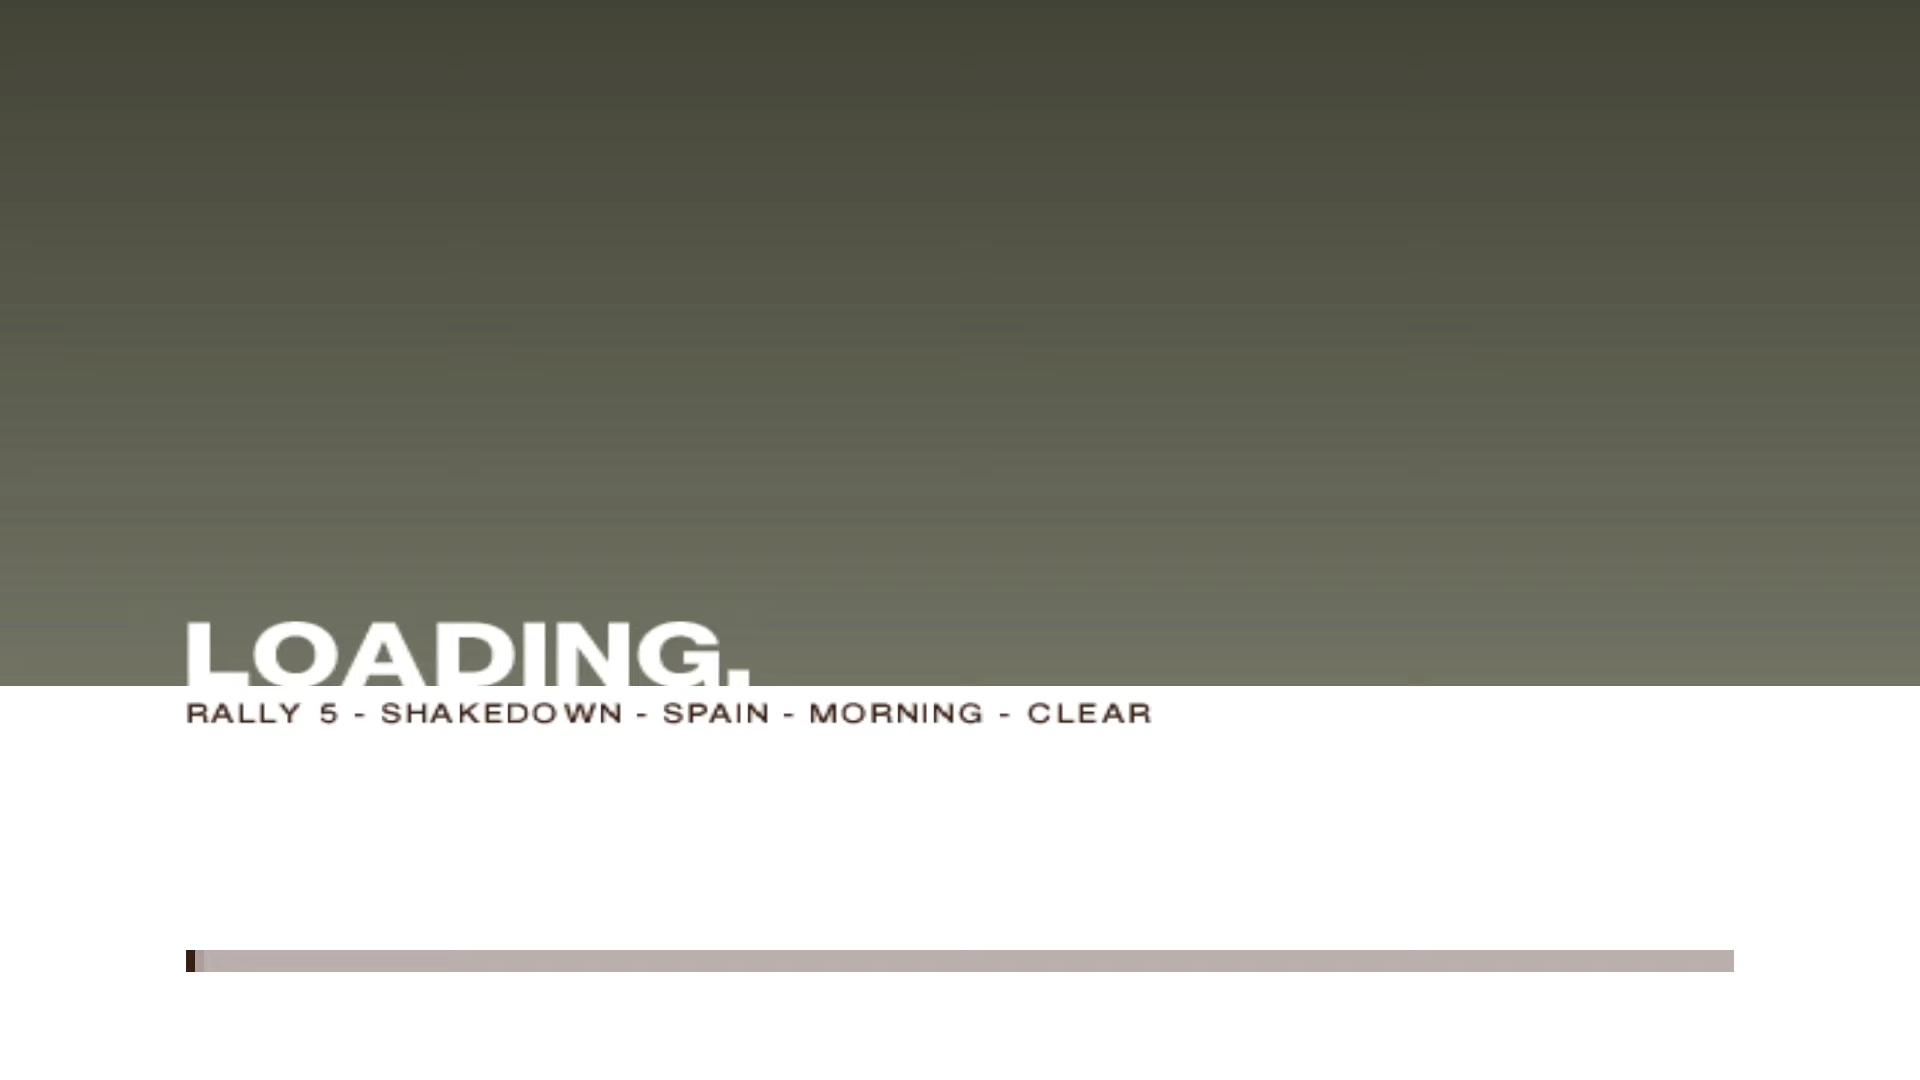 LOADING.
RALLY 5 - SHAKEDOWN - SPAIN - MORNING - CLEAR